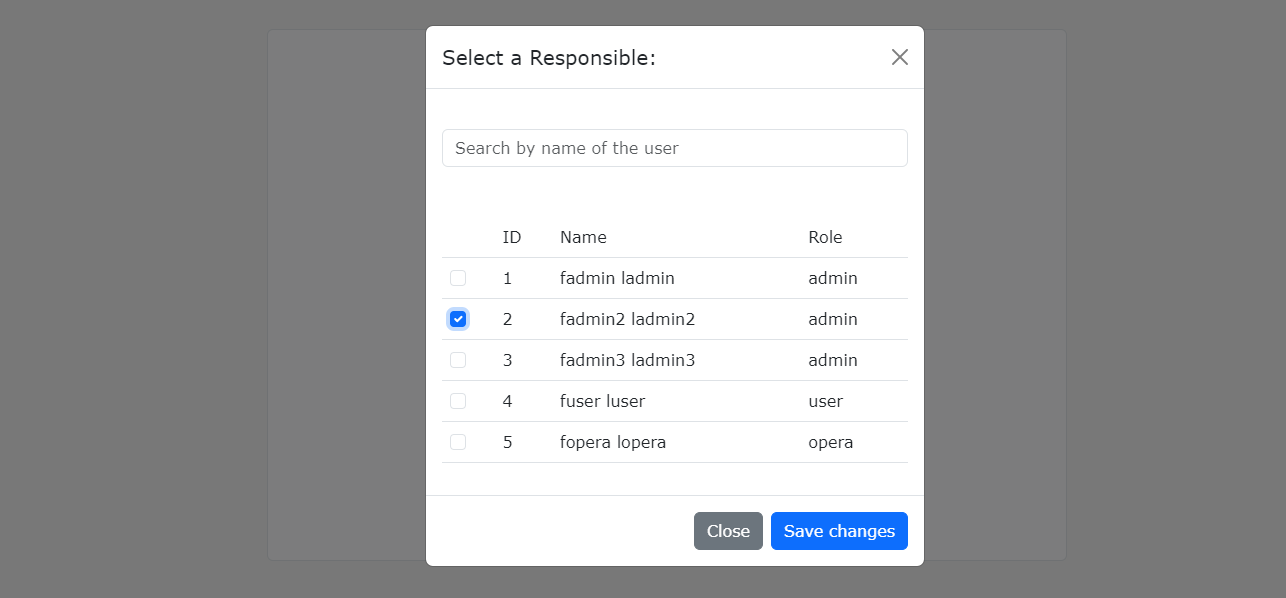 Select a Responsible:
Search by name of the user
ID Name Role
1 fadmin ladmin admin
2 fadmin2 ladmin2 admin
3 fadmin3 ladmin3 admin
4 fuser luser user
5 fopera lopera opera
Close Save changes